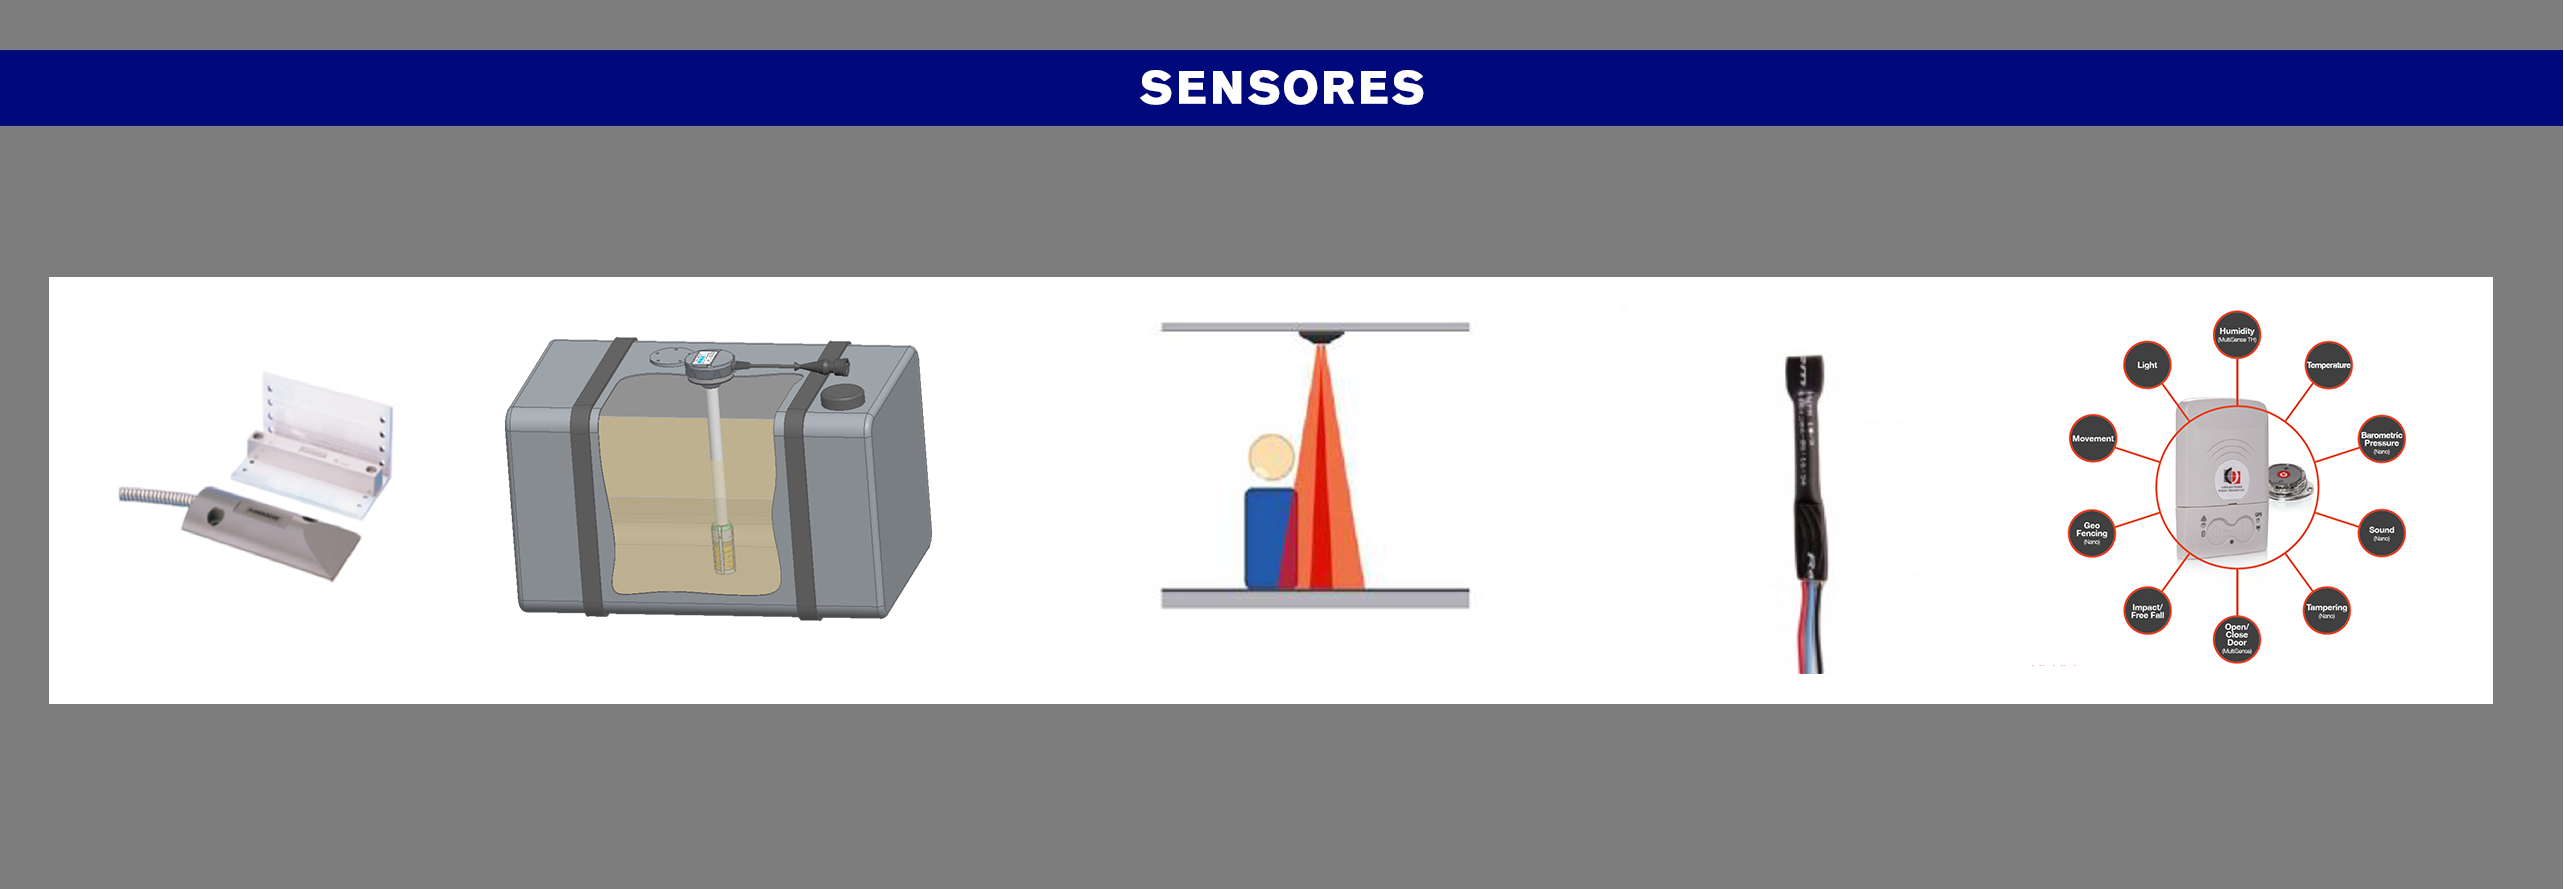 SENSORES
Humidity
(MultiSense TH)
Light
Temperature
Movement
Barometric
Pressure
(Nano)
Geo
Fencing
(Nano)
Sound
(Nano)
Impact/
Free Fall
Tampering
(Nano)
Open/
Close
Door
(MultiSense)